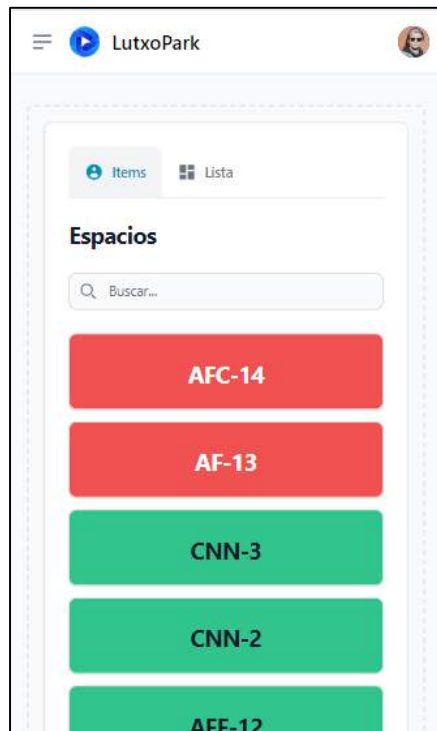 LutxoPark
Items Lista
Espacios
Buscar...
AFC-14
AF-13
CNN-3
CNN-2